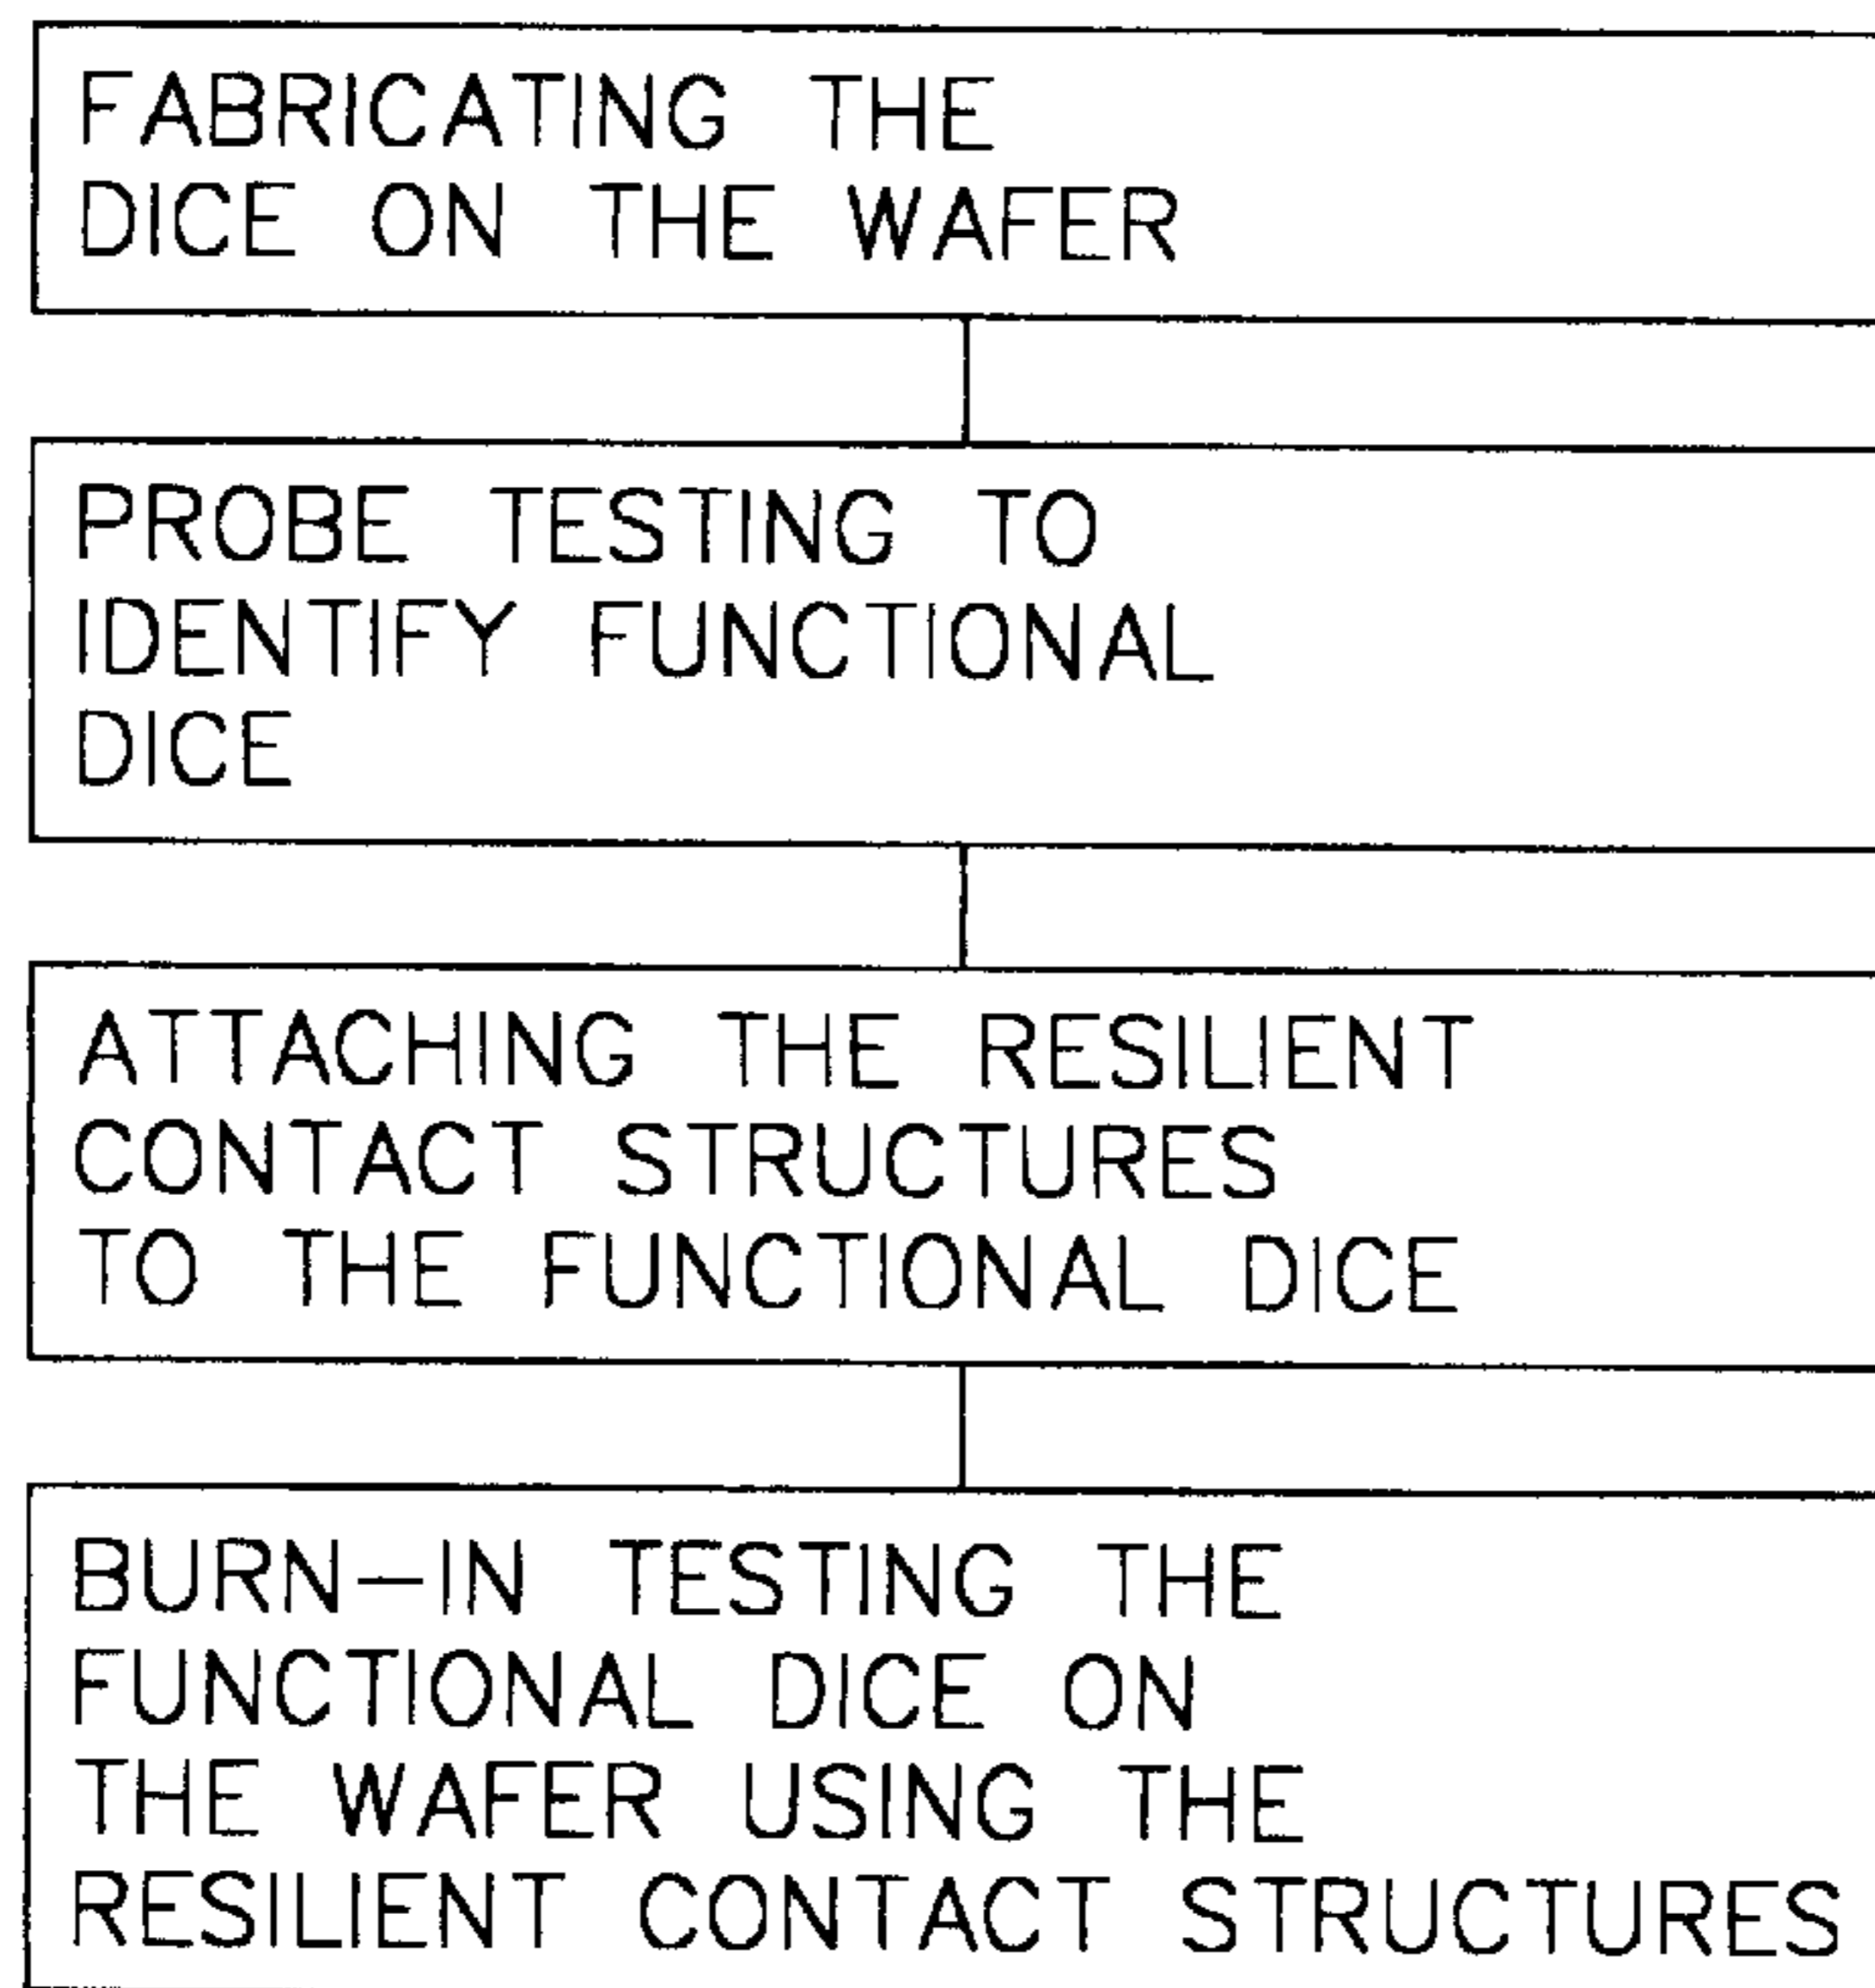 FABRICATING THE
DICE ON THE WAFER
PROBE TESTING TO
IDENTIFY FUNCTIONAL
DICE
ATTACHING THE RESILIENT
CONTACT STRUCTURES
TO THE FUNCTIONAL DICE
BURN-IN TESTING THE
FUNCTIONAL DICE ON
THE WAFER USING THE
RESILIENT CONTACT STRUCTURES